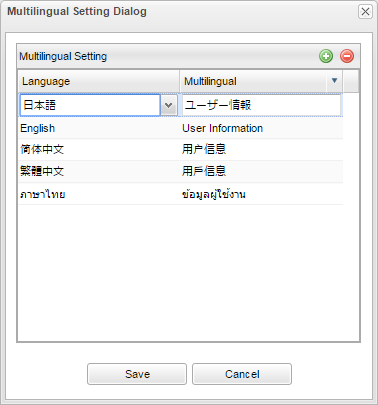 Multilingual Setting Dialog
Multilingual Setting
Language Multilingual
日本語 ユーザー情報
English User Information
简体中文 用户信息
繁體中文 用戶信息
ภาษาไทย ข้อมูลผู้ใช้งาน
Save Cancel